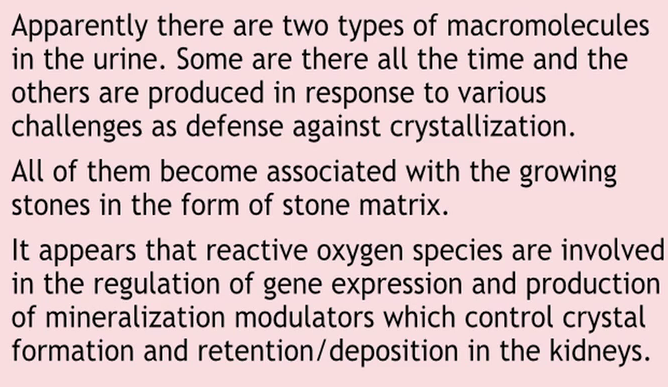 Apparently there are two types of macromolecules
in the urine. Some are there all the time and the
others are produced in response to various
challenges as defense against crystallization.
All of them become associated with the growing
stones in the form of stone matrix.
It appears that reactive oxygen species are involved
in the regulation of gene expression and production
of mineralization modulators which control crystal
formation and retention/deposition in the kidneys.